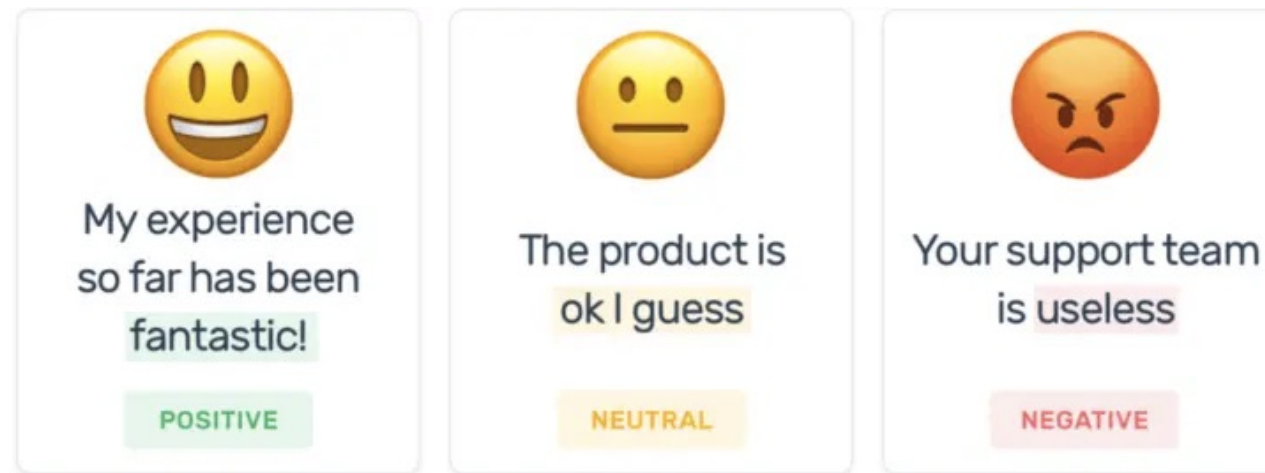 My experience
so far has been
fantastic!
POSITIVE
The product is
ok I guess
NEUTRAL
Your support team
is useless
NEGATIVE